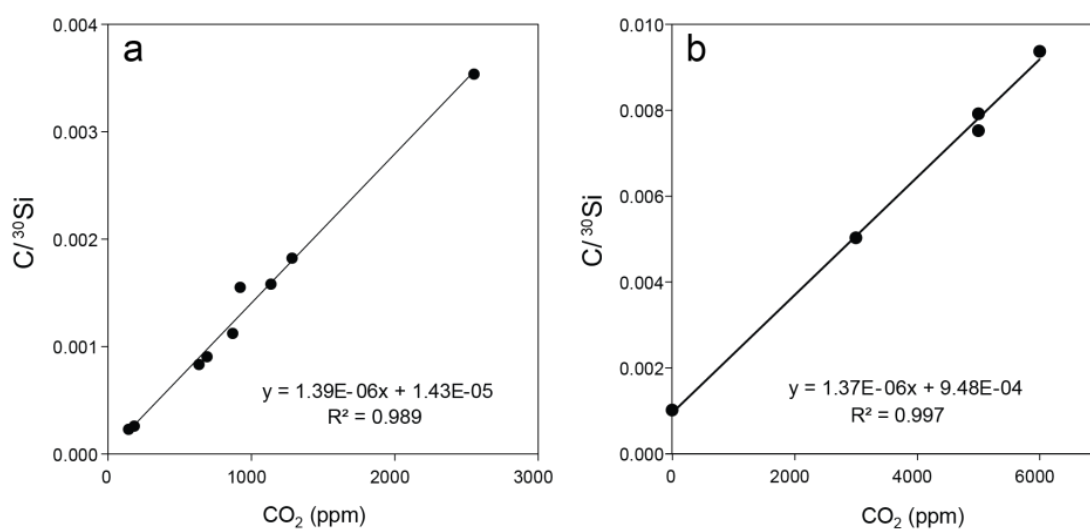 a
0.004
0.003
0.002
0.001
0.000
C/³⁰Si
y = 1.39E-06x + 1.43E-05
R² = 0.989
0
1000
2000
3000
CO₂ (ppm)
b
0.010
0.008
0.006
0.004
0.002
0.000
C/³⁰Si
y = 1.37E-06x + 9.48E-04
R² = 0.997
0
2000
4000
6000
CO₂ (ppm)